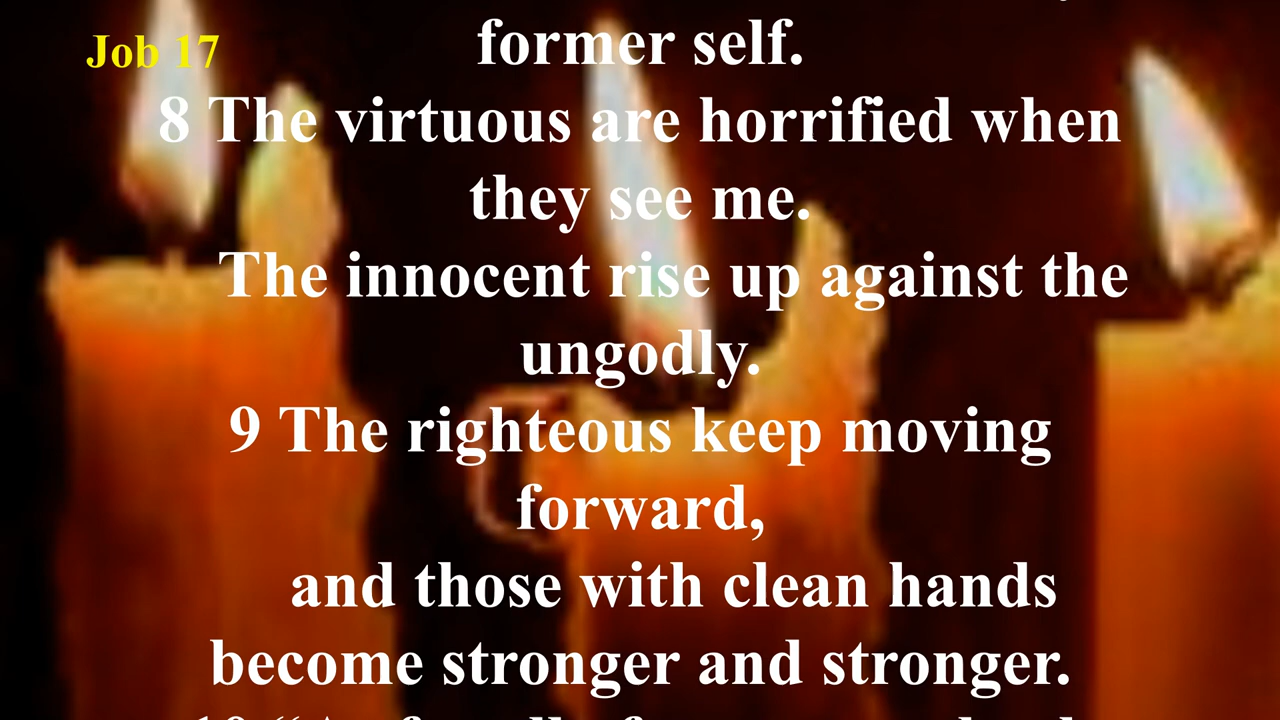 Job 17
former self.
8 The virtuous are horrified when
they see me.
The innocent rise up against the
ungodly.
9 The righteous keep moving
forward,
and those with clean hands
become stronger and stronger.